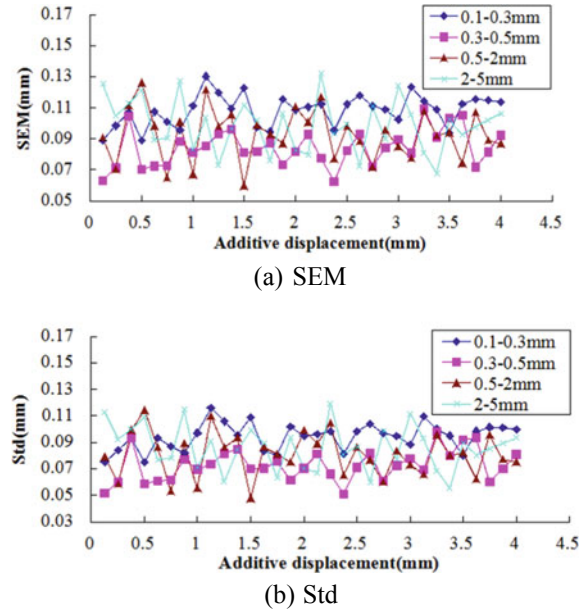 0.17
0.15
0.13
0.11
0.09
0.07
0.05
SEM(mm)
0.1-0.3mm
0.3-0.5mm
0.5-2mm
2-5mm
0 0.5 1 1.5 2 2.5 3 3.5 4 4.5
Additive displacement(mm)
(a) SEM
0.17
0.15
0.13
0.11
0.09
0.07
0.05
0.03
Std(mm)
0.1-0.3mm
0.3-0.5mm
0.5-2mm
2-5mm
0 0.5 1 1.5 2 2.5 3 3.5 4 4.5
Additive displacement(mm)
(b) Std